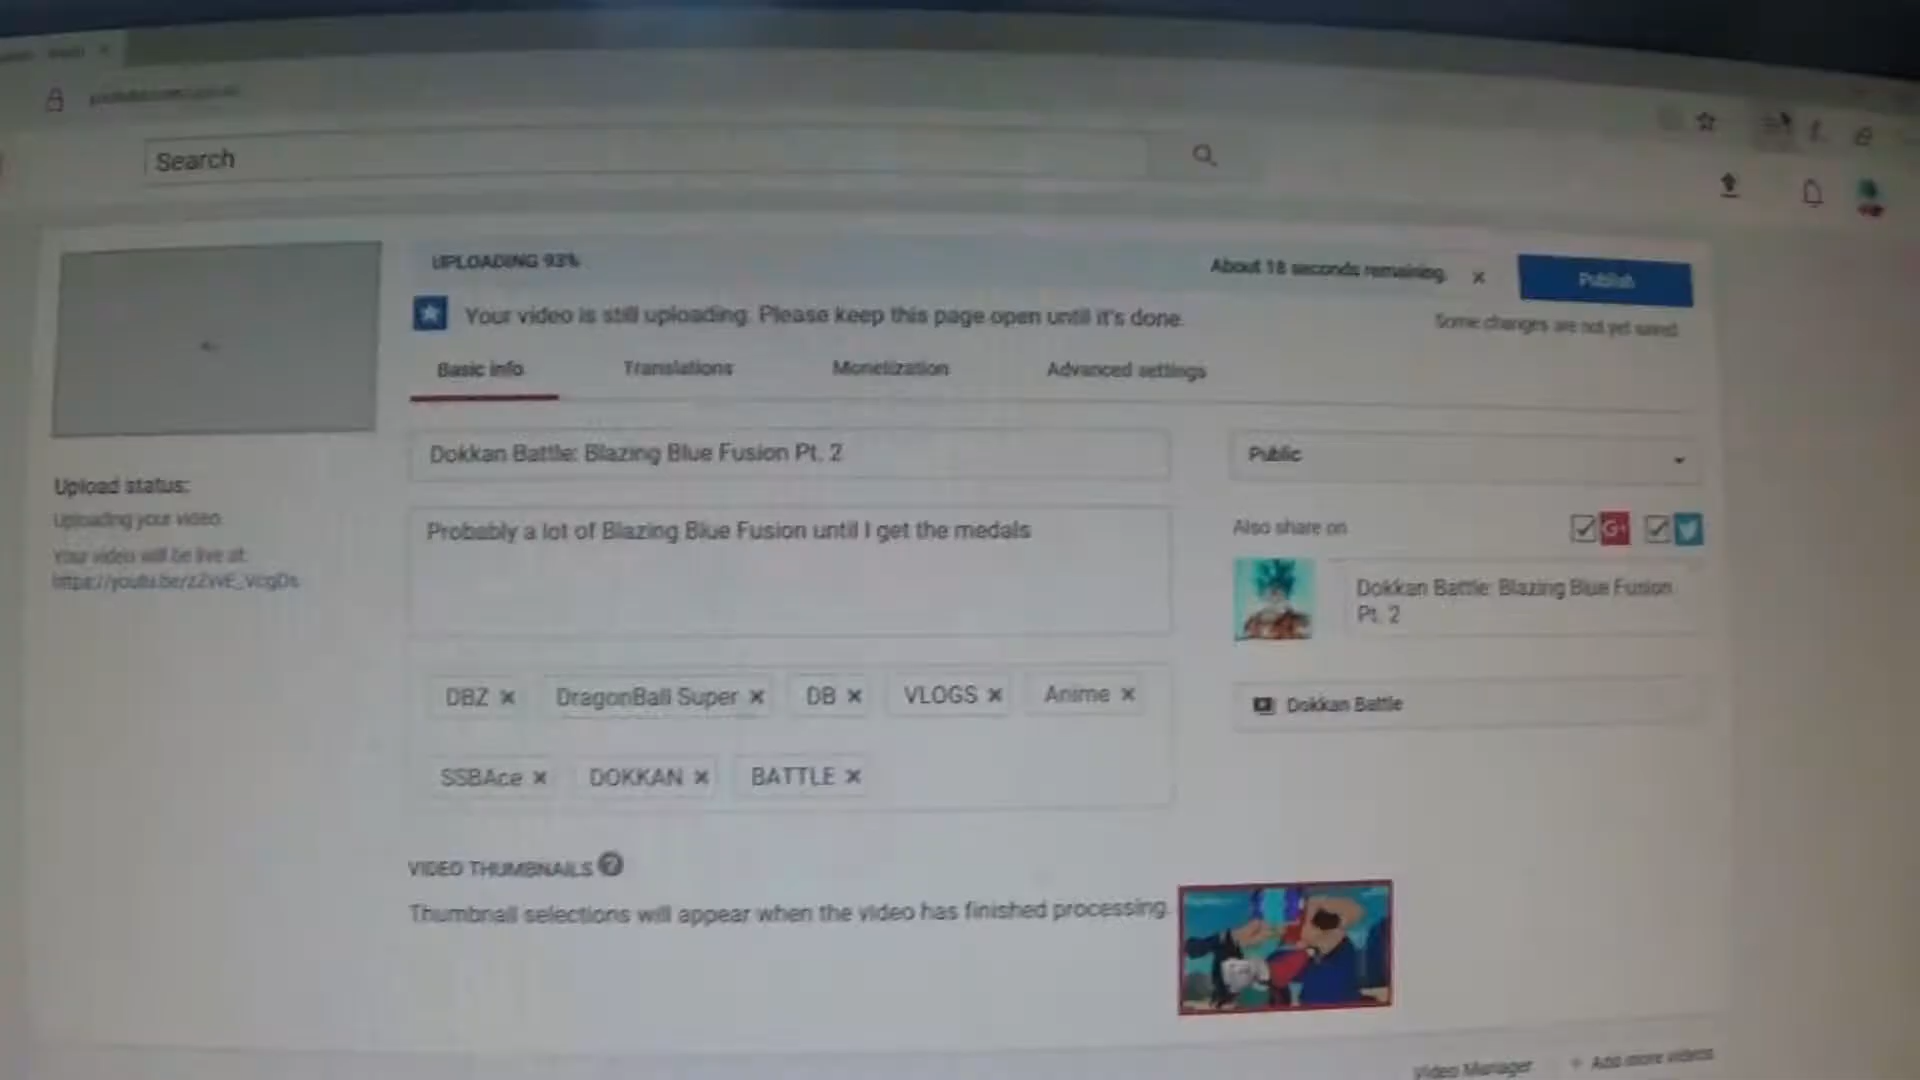 Search
UPLOADING 93%
About 18 seconds remaining.
Publish
Your video is still uploading. Please keep this page open until it's done.
Some changes are not yet saved.
Basic info
Translations
Monetization
Advanced settings
Dokkan Battle: Blazing Blue Fusion Pt. 2
Public
Upload status:
Uploading your video.
Your video will be live at:
Probably a lot of Blazing Blue Fusion until I get the medals
Also share on
G+
Dokkan Battle: Blazing Blue Fusion
Pt. 2
DBZ x
DragonBall Super x
DB x
VLOGS x
Anime x
Dokkan Battle
SSBAce x
DOKKAN x
BATTLE x
VIDEO THUMBNAILS ?
Thumbnail selections will appear when the video has finished processing.
Video Manager
+ Add more videos